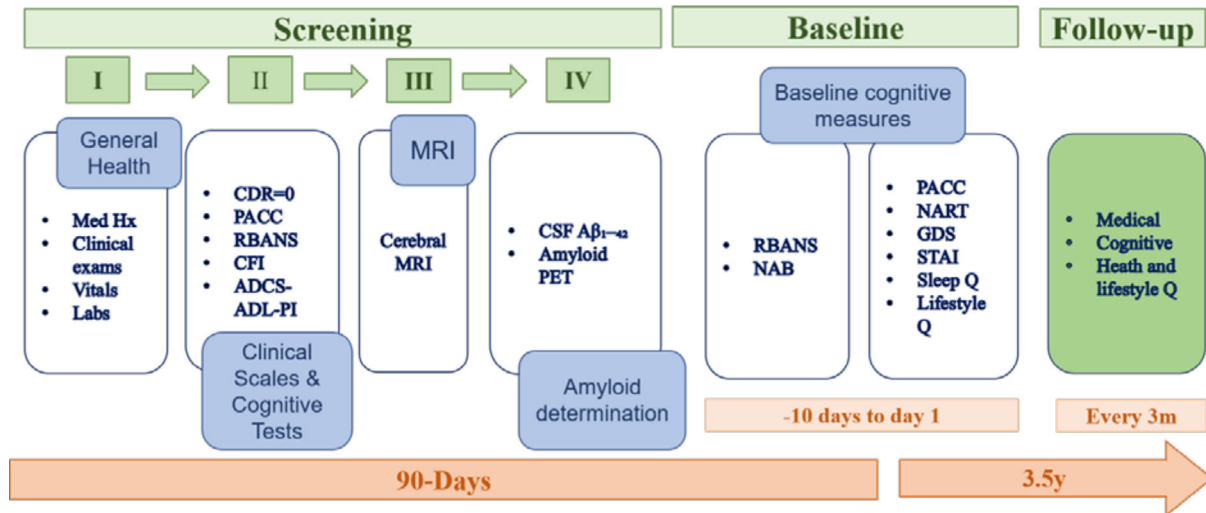 Screening
Baseline
Follow-up
I
II
III
IV
General
Health
• Med Hx
• Clinical
exams
• Vitals
• Labs
• CDR=0
• PACC
• RBANS
• CFI
• ADCS-
ADL-PI
Clinical
Scales &
Cognitive
Tests
MRI
Cerebral
MRI
• CSF Aβ₁₋₄₂
• Amyloid
PET
Amyloid
determination
Baseline cognitive
measures
• RBANS
• NAB
• PACC
• NART
• GDS
• STAI
• Sleep Q
• Lifestyle
Q
• Medical
• Cognitive
• Heath and
lifestyle Q
-10 days to day 1
Every 3m
90-Days
3.5y